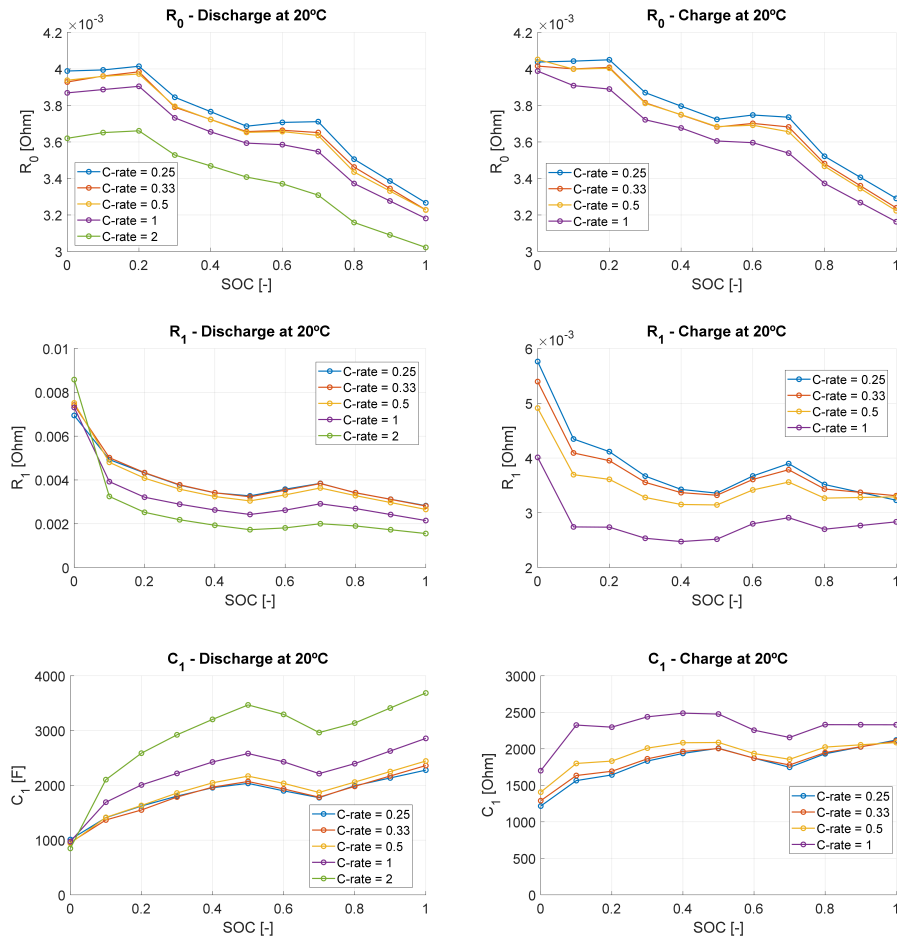 R0 - Discharge at 20ºC
×10-3
4.2
4
3.8
3.6
3.4
3.2
3
R0 [Ohm]
C-rate = 0.25
C-rate = 0.33
C-rate = 0.5
C-rate = 1
C-rate = 2
0 0.2 0.4 0.6 0.8 1
SOC [-]
R0 - Charge at 20ºC
×10-3
4.2
4
3.8
3.6
3.4
3.2
3
R0 [Ohm]
C-rate = 0.25
C-rate = 0.33
C-rate = 0.5
C-rate = 1
0 0.2 0.4 0.6 0.8 1
SOC [-]
R1 - Discharge at 20ºC
0.01
0.008
0.006
0.004
0.002
0
R1 [Ohm]
C-rate = 0.25
C-rate = 0.33
C-rate = 0.5
C-rate = 1
C-rate = 2
0 0.2 0.4 0.6 0.8 1
SOC [-]
R1 - Charge at 20ºC
×10-3
6
5
4
3
2
R1 [Ohm]
C-rate = 0.25
C-rate = 0.33
C-rate = 0.5
C-rate = 1
0 0.2 0.4 0.6 0.8 1
SOC [-]
C1 - Discharge at 20ºC
4000
3000
2000
1000
0
C1 [F]
C-rate = 0.25
C-rate = 0.33
C-rate = 0.5
C-rate = 1
C-rate = 2
0 0.2 0.4 0.6 0.8 1
SOC [-]
C1 - Charge at 20ºC
3000
2500
2000
1500
1000
500
0
C1 [Ohm]
C-rate = 0.25
C-rate = 0.33
C-rate = 0.5
C-rate = 1
0 0.2 0.4 0.6 0.8 1
SOC [-]